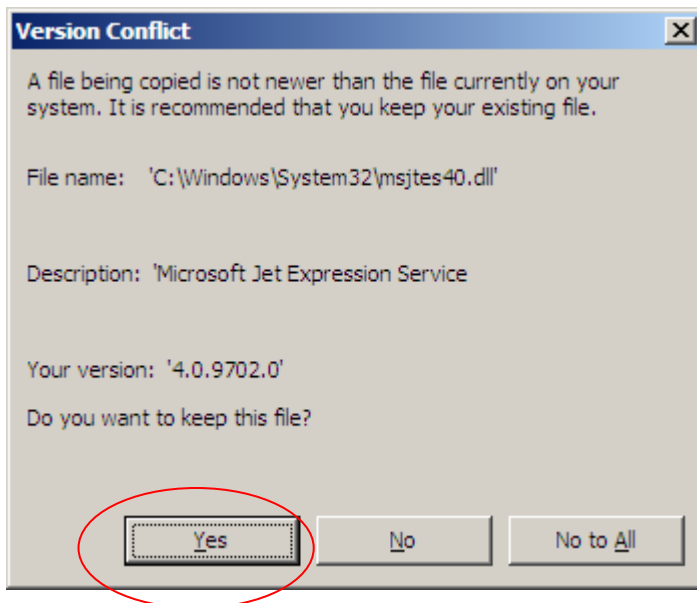 Version Conflict
A file being copied is not newer than the file currently on your
system. It is recommended that you keep your existing file.
File name: 'C:\Windows\System32\msjtes40.dll'
Description: 'Microsoft Jet Expression Service
Your version: '4.0.9702.0'
Do you want to keep this file?
Yes No No to All